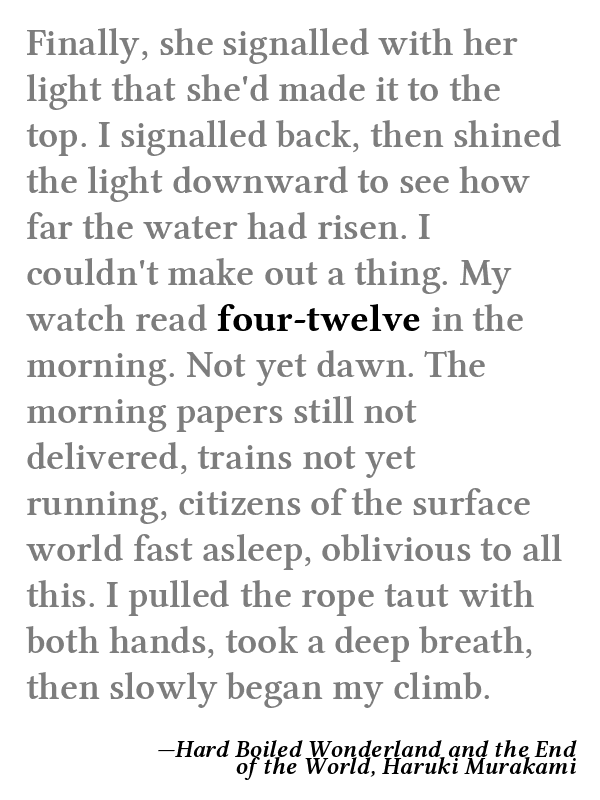 Finally, she signalled with her
light that she'd made it to the
top. I signalled back, then shined
the light downward to see how
far the water had risen. I
couldn't make out a thing. My
watch read four-twelve in the
morning. Not yet dawn. The
morning papers still not
delivered, trains not yet
running, citizens of the surface
world fast asleep, oblivious to all
this. I pulled the rope taut with
both hands, took a deep breath,
then slowly began my climb.
—Hard Boiled Wonderland and the End
of the World, Haruki Murakami